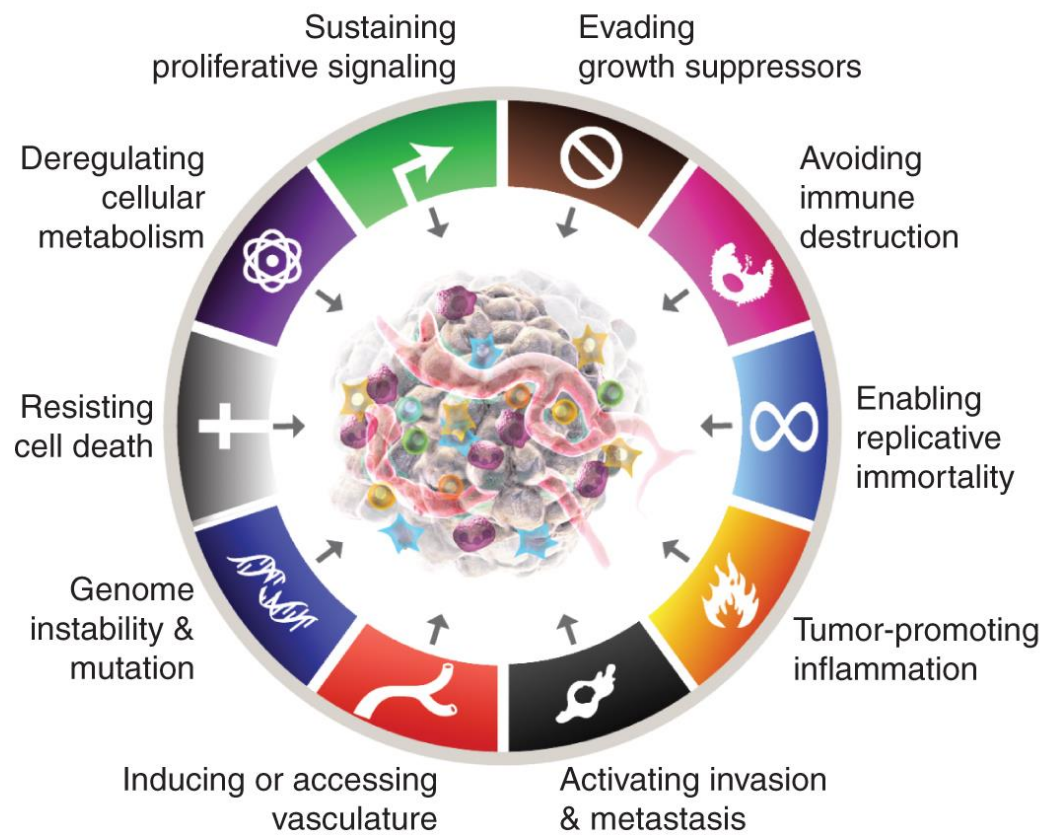 Sustaining
proliferative signaling
Evading
growth suppressors
Avoiding
immune
destruction
Enabling
replicative
immortality
Tumor-promoting
inflammation
Activating invasion
& metastasis
Inducing or accessing
vasculature
Genome
instability &
mutation
Resisting
cell death
Deregulating
cellular
metabolism